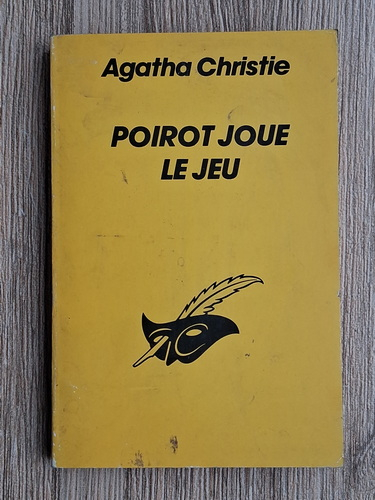 Agatha Christie
POIROT JOUE
LE JEU